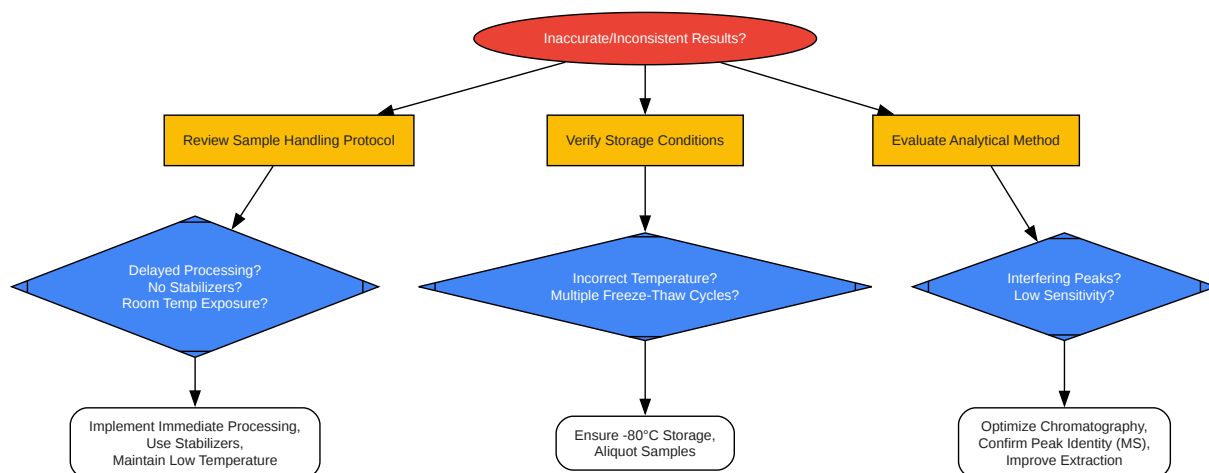 Inaccurate/Inconsistent Results?
Review Sample Handling Protocol
Verify Storage Conditions
Evaluate Analytical Method
Delayed Processing?
No Stabilizers?
Room Temp Exposure?
Incorrect Temperature?
Multiple Freeze-Thaw Cycles?
Interfering Peaks?
Low Sensitivity?
Implement Immediate Processing,
Use Stabilizers,
Maintain Low Temperature
Ensure -80°C Storage,
Aliquot Samples
Optimize Chromatography,
Confirm Peak Identity (MS),
Improve Extraction